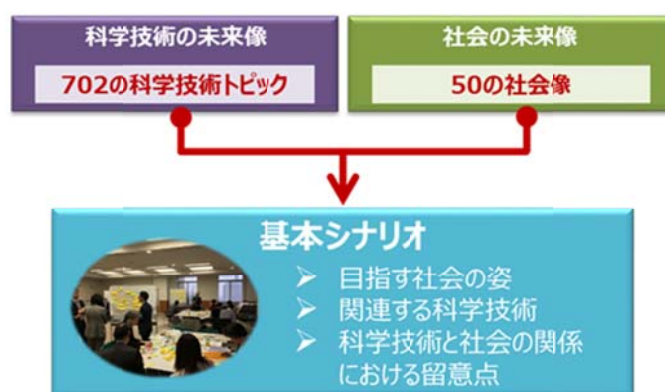 科学技術の未来像
702の科学技術トピック
社会の未来像
50の社会像
基本シナリオ
➢ 目指す社会の姿
➢ 関連する科学技術
➢ 科学技術と社会の関係
における留意点